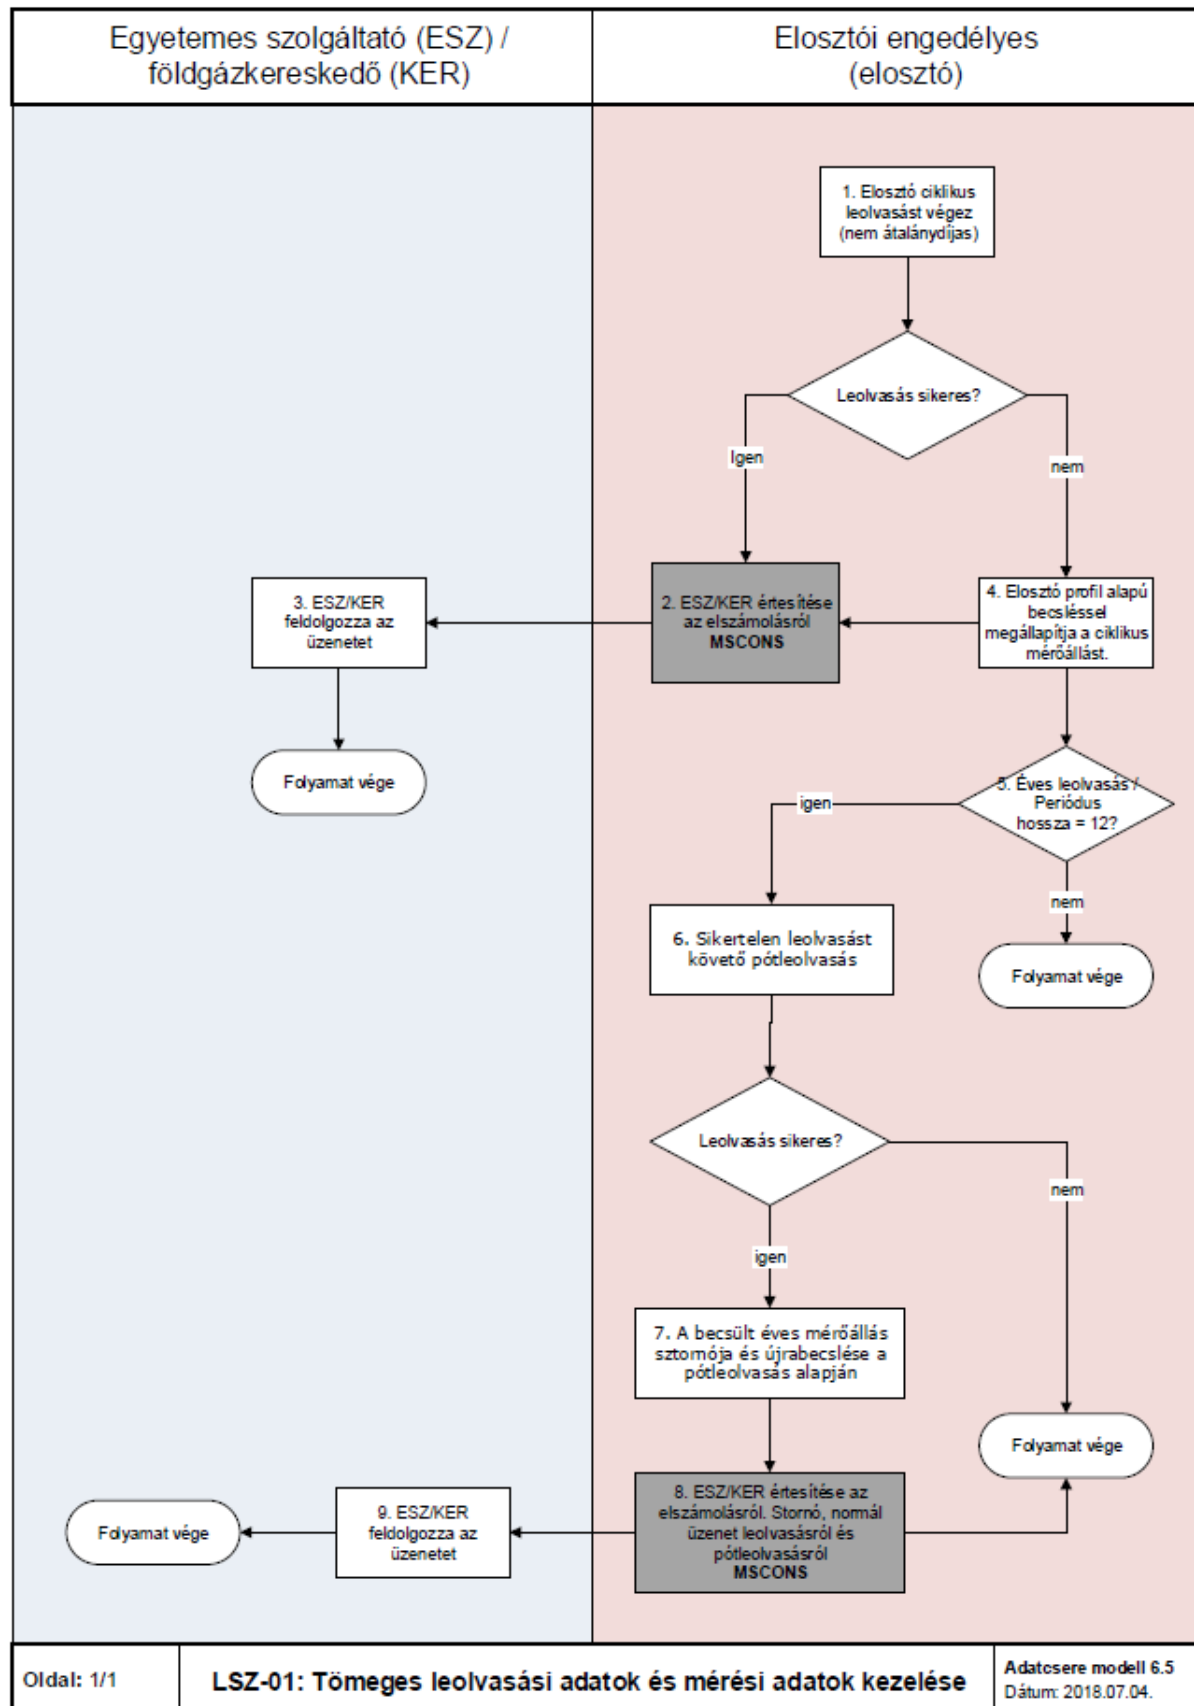 Egyetemes szolgáltató (ESZ) /
földgázkereskedő (KER)
Elosztói engedélyes
(elosztó)
1. Elosztó ciklikus
leolvasást végez
(nem átalánydíjas)
Leolvasás sikeres?
Igen
nem
3. ESZ/KER
feldolgozza az
üzenetet
2. ESZ/KER értesítése
az elszámolásról
MSCONS
4. Elosztó profil alapú
becsléssel
megállapítja a ciklikus
mérőállást.
Folyamat vége
5. Éves leolvasás /
Periódus
hossza = 12?
igen
nem
6. Sikertelen leolvasást
követő pótleolvasás
Folyamat vége
Leolvasás sikeres?
nem
igen
7. A becsült éves mérőállás
sztornója és újrabecslése a
pótleolvasás alapján
Folyamat vége
8. ESZ/KER értesítése az
elszámolásról. Stornó, normál
üzenet leolvasásról és
pótleolvasásról
MSCONS
9. ESZ/KER
feldolgozza az
üzenetet
Folyamat vége
Oldal: 1/1
LSZ-01: Tömeges leolvasási adatok és mérési adatok kezelése
Adatcsere modell 6.5
Dátum: 2018.07.04.